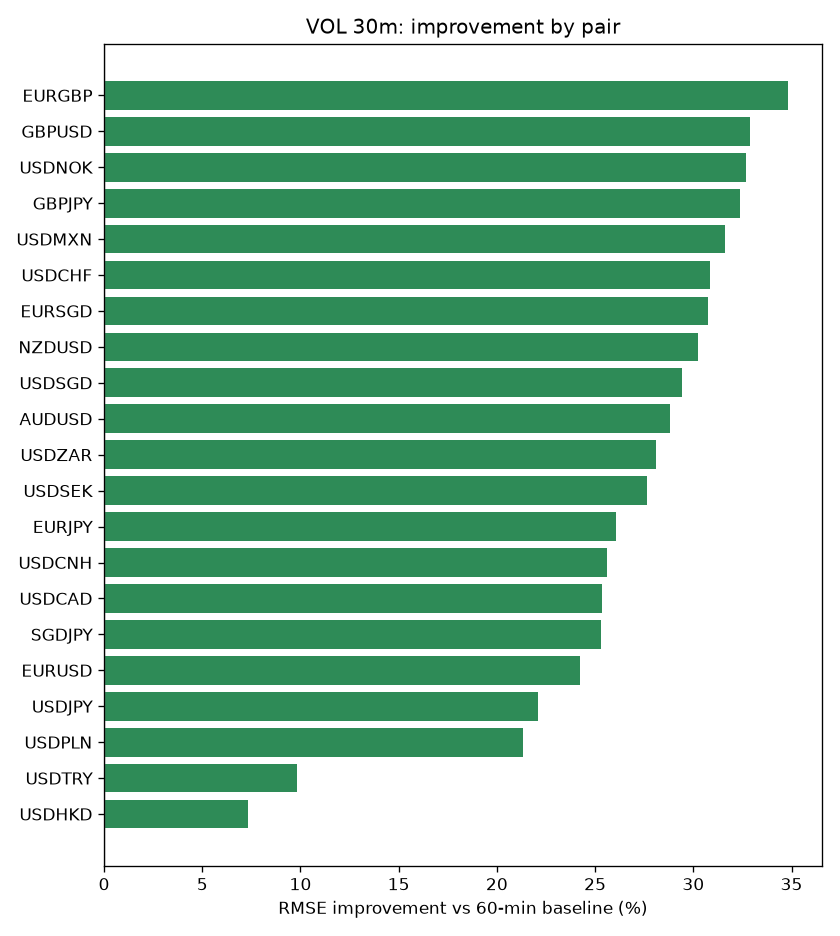 VOL 30m: improvement by pair
EURGBP
GBPUSD
USDNOK
GBPJPY
USDMXN
USDCHF
EURSGD
NZDUSD
USDSGD
AUDUSD
USDZAR
USDSEK
EURJPY
USDCNH
USDCAD
SGDJPY
EURUSD
USDJPY
USDPLN
USDTRY
USDHKD
0 5 10 15 20 25 30 35
RMSE improvement vs 60-min baseline (%)